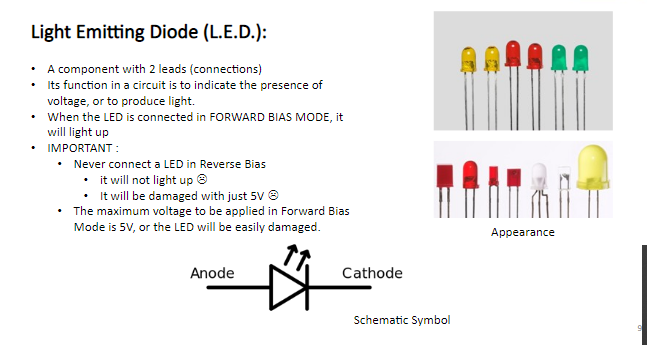 Light Emitting Diode (L.E.D.):
• A component with 2 leads (connections)
• Its function in a circuit is to indicate the presence of
voltage, or to produce light.
• When the LED is connected in FORWARD BIAS MODE, it
will light up
• IMPORTANT :
• Never connect a LED in Reverse Bias
• it will not light up ☹
• It will be damaged with just 5V ☹
• The maximum voltage to be applied in Forward Bias
Mode is 5V, or the LED will be easily damaged.
Appearance
Anode
Cathode
Schematic Symbol
9